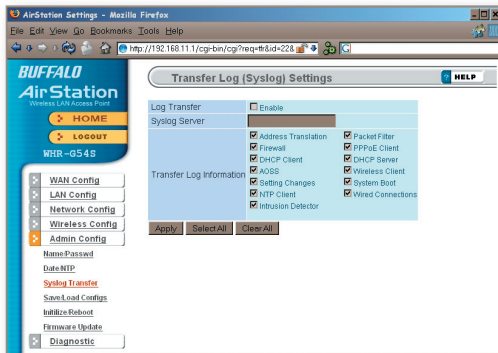 AirStation Settings - Mozilla Firefox
File Edit View Go Bookmarks Tools Help
http://192.168.11.1/cgi-bin/cgi?req=tfr&id=228
BUFFALO
AirStation
Wireless LAN Access Point
HOME
LOGOUT
WHR-G54S
WAN Config
LAN Config
Network Config
Wireless Config
Admin Config
Name/Passwd
Date/NTP
Syslog Transfer
Save/Load Configs
Initilize/Reboot
Firmware Update
Diagnostic
Transfer Log (Syslog) Settings
? HELP
Log Transfer Enable
Syslog Server
Transfer Log Information
Address Translation Packet Filter
Firewall PPPoE Client
DHCP Client DHCP Server
AOSS Wireless Client
Setting Changes System Boot
NTP Client Wired Connections
Intrusion Detector
Apply Select All Clear All